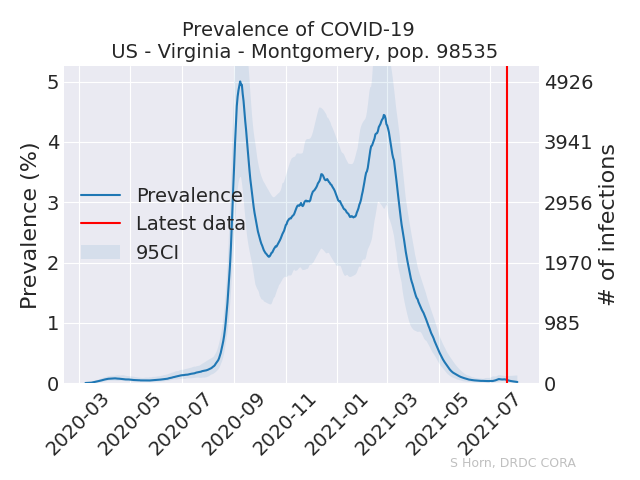 Prevalence of COVID-19
US - Virginia - Montgomery, pop. 98535
Prevalence (%)
5
4
3
2
1
0
Prevalence
Latest data
95CI
4926
3941
2956
1970
985
0
# of infections
2020-03
2020-05
2020-07
2020-09
2020-11
2021-01
2021-03
2021-05
2021-07
S Horn, DRDC CORA